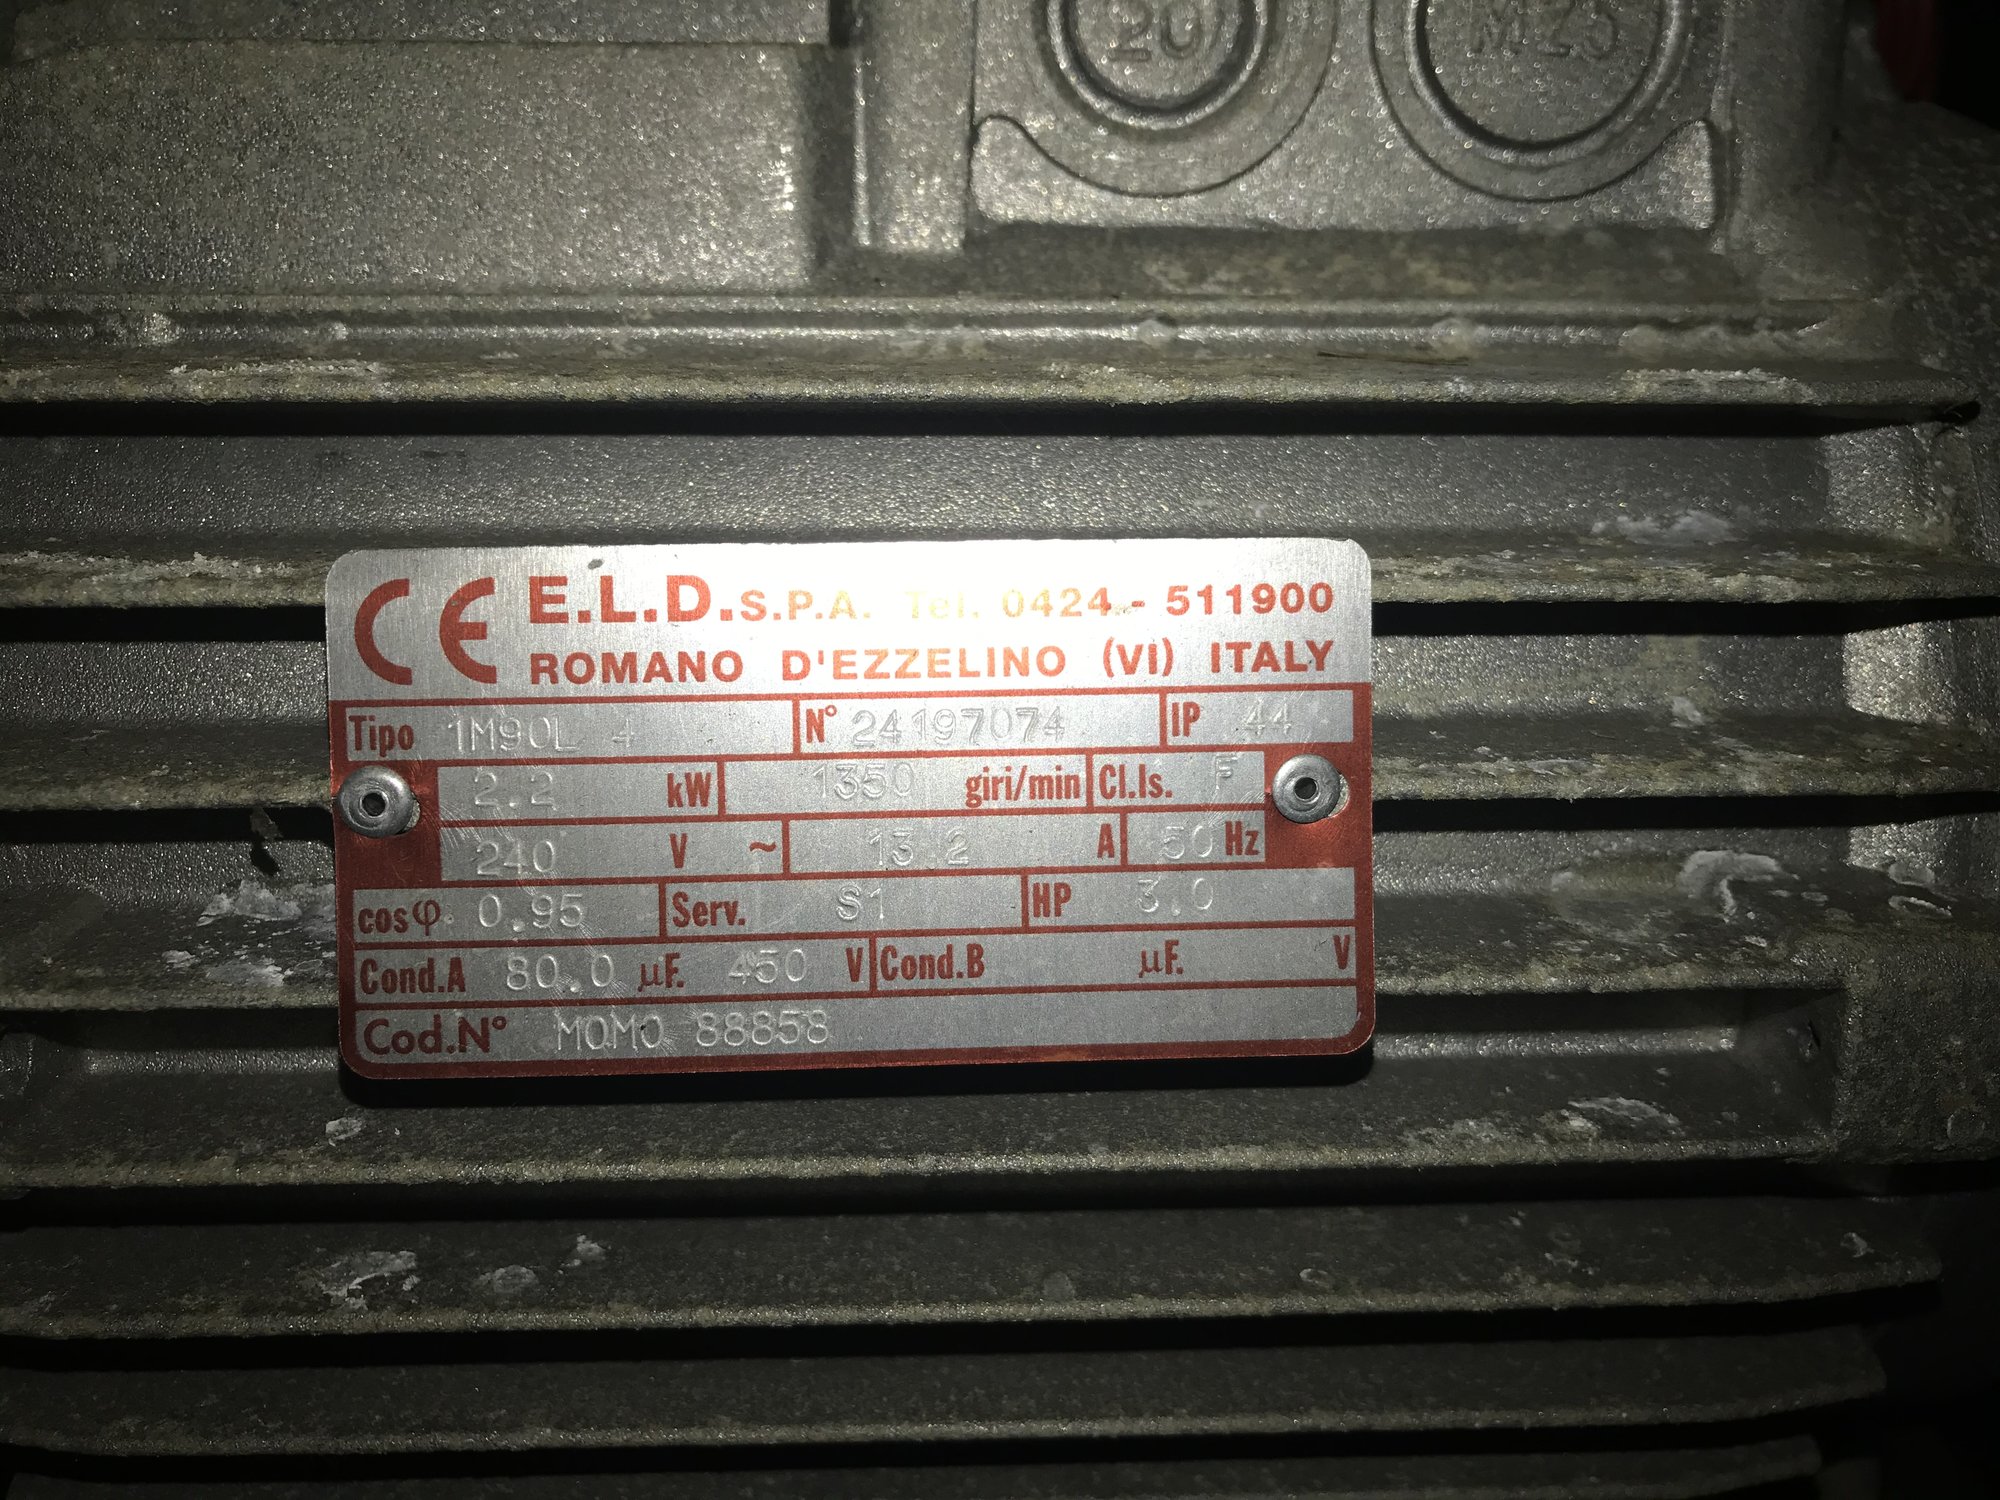 20 M25
CE E.L.D. S.P.A. Tel. 0424 - 511900
ROMANO D'EZZELINO (VI) ITALY
Tipo 1M90L 4 N° 24197074 IP 44
2.2 kW 1350 giri/min Cl.Is. F
240 V ~ 13.2 A 50 Hz
cosφ. 0.95 Serv. S1 HP 3.0
Cond.A 80.0 µF. 450 V Cond.B µF. V
Cod.N° MOMO 88858